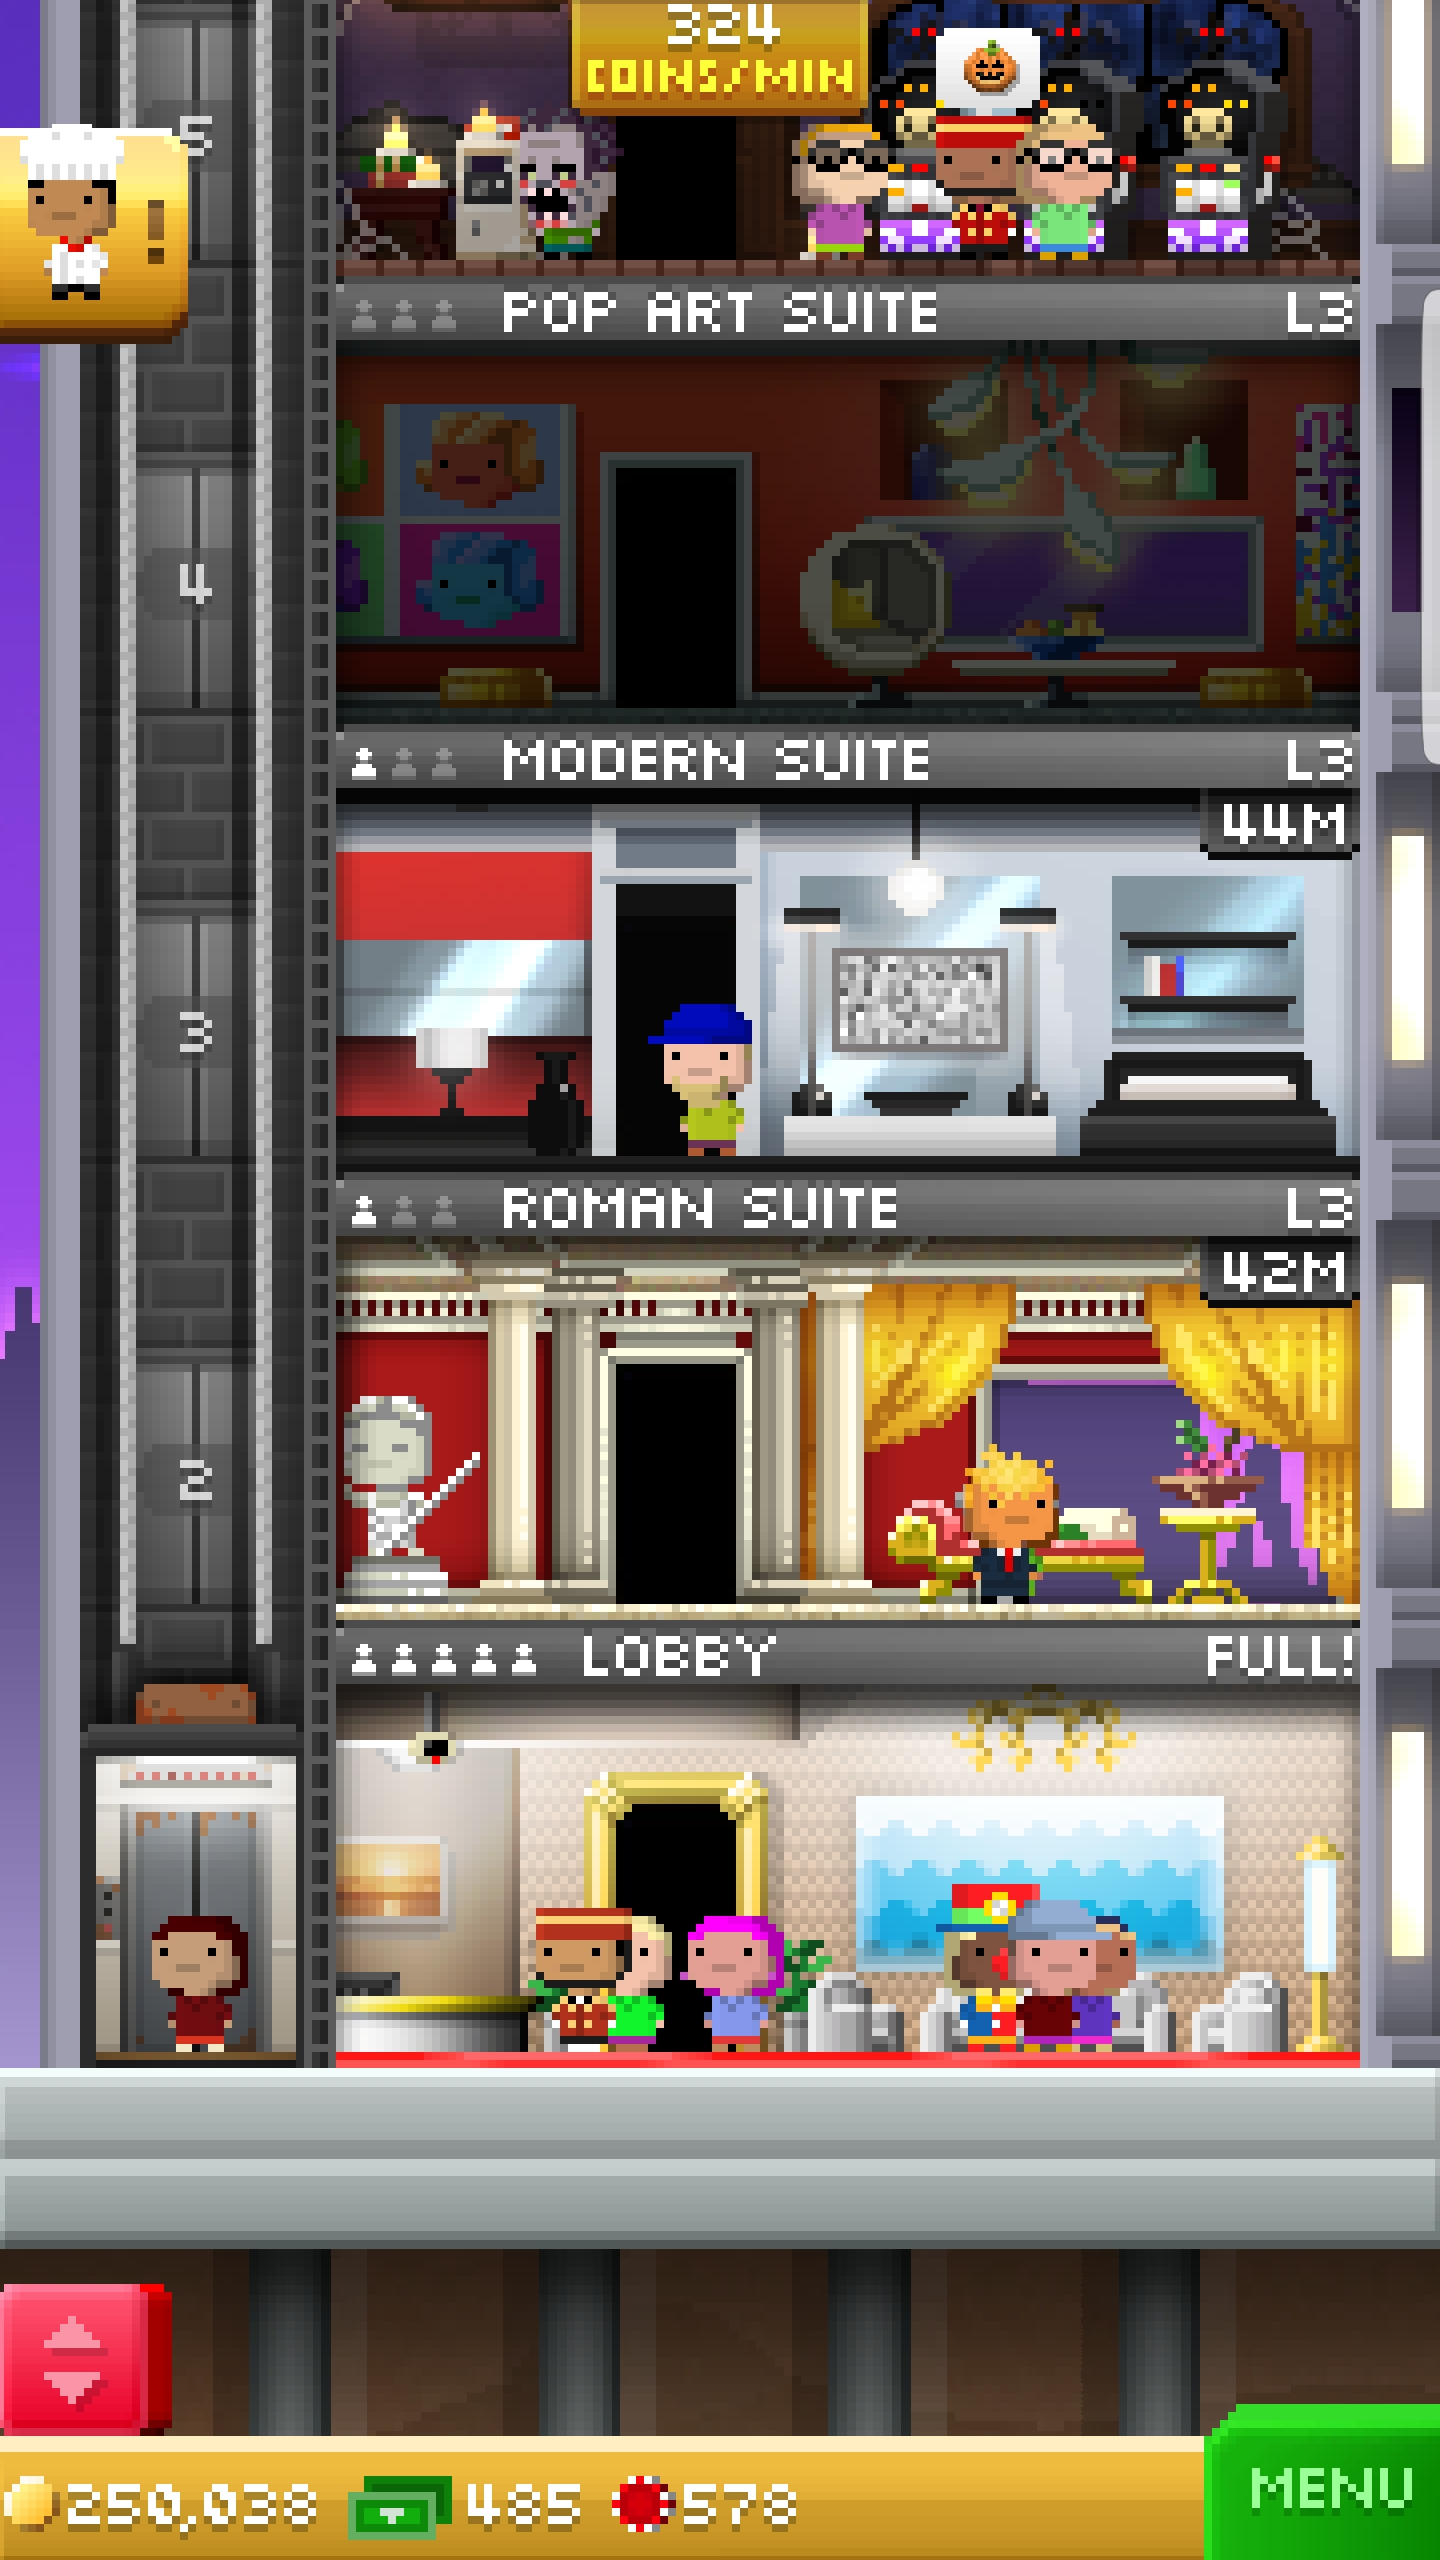 324
COINS/MIN
5
!
POP ART SUITE L3
4
MODERN SUITE L3
44M
3
ROMAN SUITE L3
42M
2
LOBBY FULL!
250,038 485 578
MENU